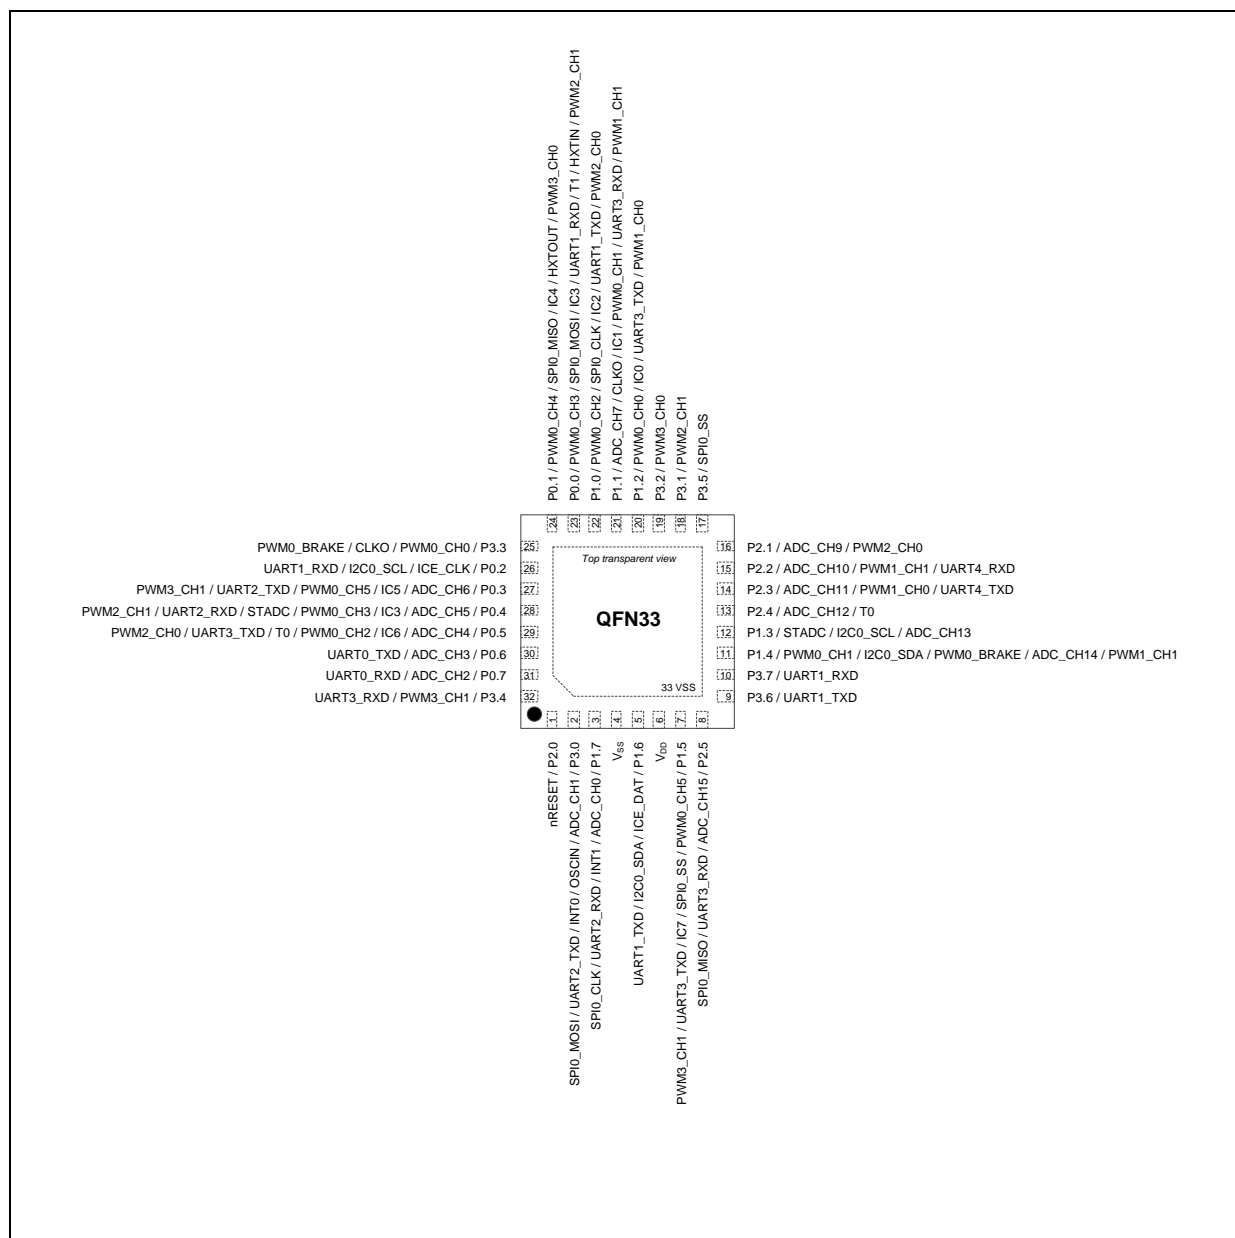 P0.1 / PWM0_CH4 / SPI0_MISO / IC4 / HXTOUT / PWM3_CH0
P0.0 / PWM0_CH3 / SPI0_MOSI / IC3 / UART1_RXD / T1 / HXTIN / PWM2_CH1
P1.0 / PWM0_CH2 / SPI0_CLK / IC2 / UART1_TXD / PWM2_CH0
P1.1 / ADC_CH7 / CLKO / IC1 / PWM0_CH1 / UART3_RXD / PWM1_CH1
P1.2 / PWM0_CH0 / IC0 / UART3_TXD / PWM1_CH0
P3.2 / PWM3_CH0
P3.1 / PWM2_CH1
P3.5 / SPI0_SS
24
23
22
21
20
19
18
17
PWM0_BRAKE / CLKO / PWM0_CH0 / P3.3
25
UART1_RXD / I2C0_SCL / ICE_CLK / P0.2
26
PWM3_CH1 / UART2_TXD / PWM0_CH5 / IC5 / ADC_CH6 / P0.3
27
PWM2_CH1 / UART2_RXD / STADC / PWM0_CH3 / IC3 / ADC_CH5 / P0.4
28
PWM2_CH0 / UART3_TXD / T0 / PWM0_CH2 / IC6 / ADC_CH4 / P0.5
29
UART0_TXD / ADC_CH3 / P0.6
30
UART0_RXD / ADC_CH2 / P0.7
31
UART3_RXD / PWM3_CH1 / P3.4
32
Top transparent view
QFN33
33 VSS
16
P2.1 / ADC_CH9 / PWM2_CH0
15
P2.2 / ADC_CH10 / PWM1_CH1 / UART4_RXD
14
P2.3 / ADC_CH11 / PWM1_CH0 / UART4_TXD
13
P2.4 / ADC_CH12 / T0
12
P1.3 / STADC / I2C0_SCL / ADC_CH13
11
P1.4 / PWM0_CH1 / I2C0_SDA / PWM0_BRAKE / ADC_CH14 / PWM1_CH1
10
P3.7 / UART1_RXD
9
P3.6 / UART1_TXD
1
2
3
4
5
6
7
8
nRESET / P2.0
SPI0_MOSI / UART2_TXD / INT0 / OSCIN / ADC_CH1 / P3.0
SPI0_CLK / UART2_RXD / INT1 / ADC_CH0 / P1.7
VSS
UART1_TXD / I2C0_SDA / ICE_DAT / P1.6
VDD
PWM3_CH1 / UART3_TXD / IC7 / SPI0_SS / PWM0_CH5 / P1.5
SPI0_MISO / UART3_RXD / ADC_CH15 / P2.5